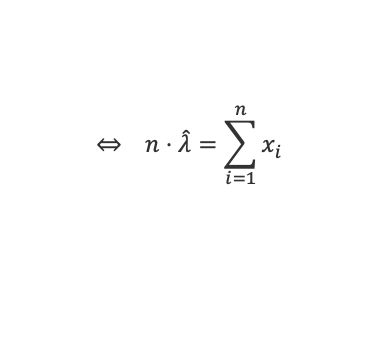 ⇔ n · λ̂ = ∑_{i=1}^{n} x_i